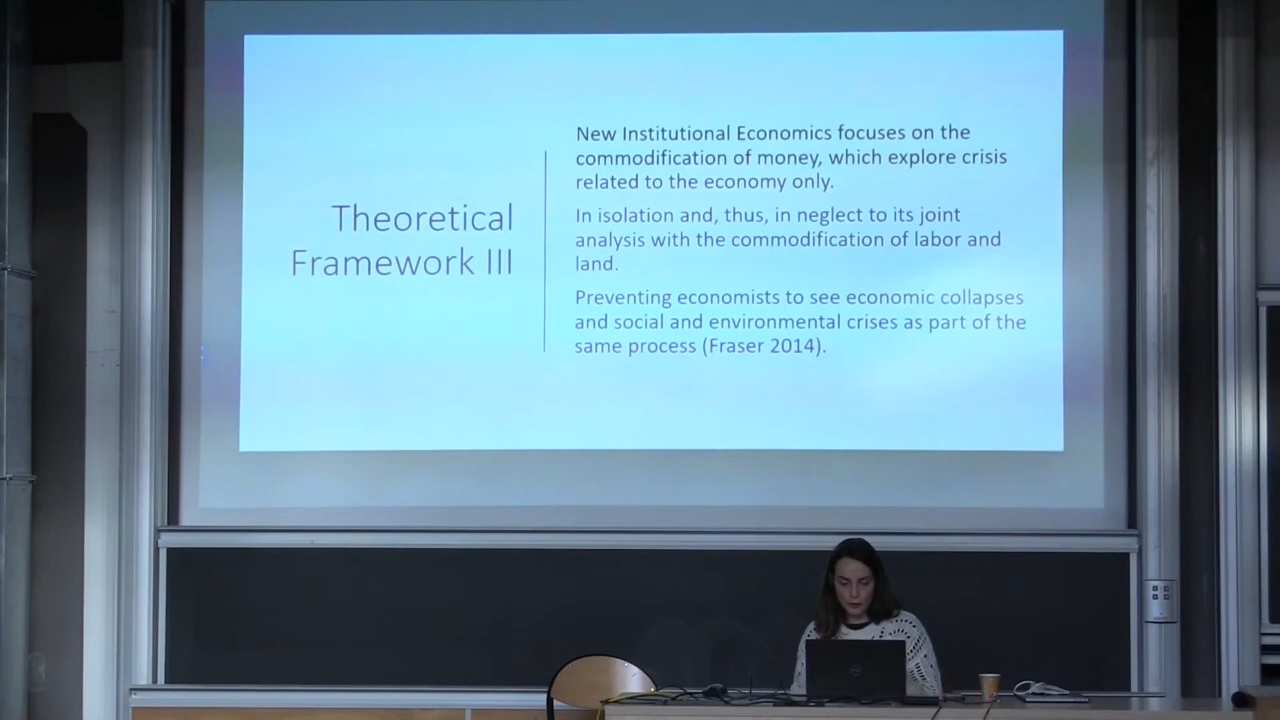 Theoretical
Framework III
New Institutional Economics focuses on the
commodification of money, which explore crisis
related to the economy only.
In isolation and, thus, in neglect to its joint
analysis with the commodification of labor and
land.
Preventing economists to see economic collapses
and social and environmental crises as part of the
same process (Fraser 2014).